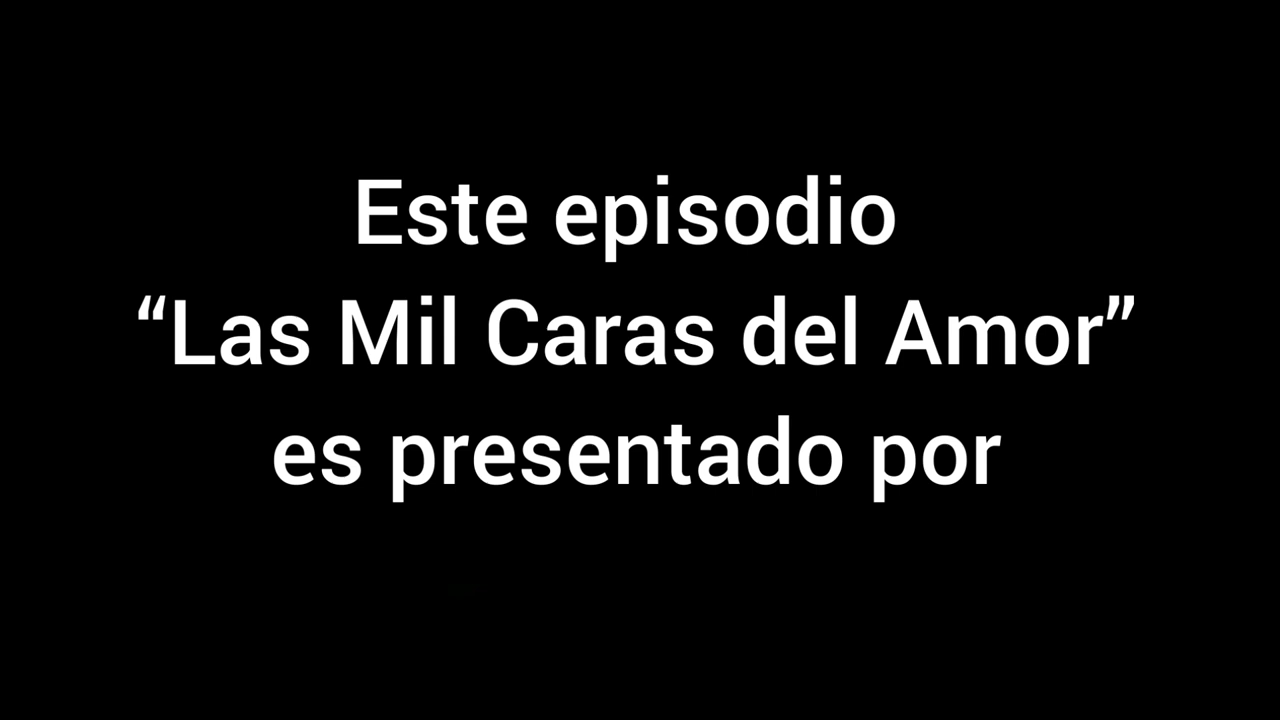 Este episodio
“Las Mil Caras del Amor”
es presentado por